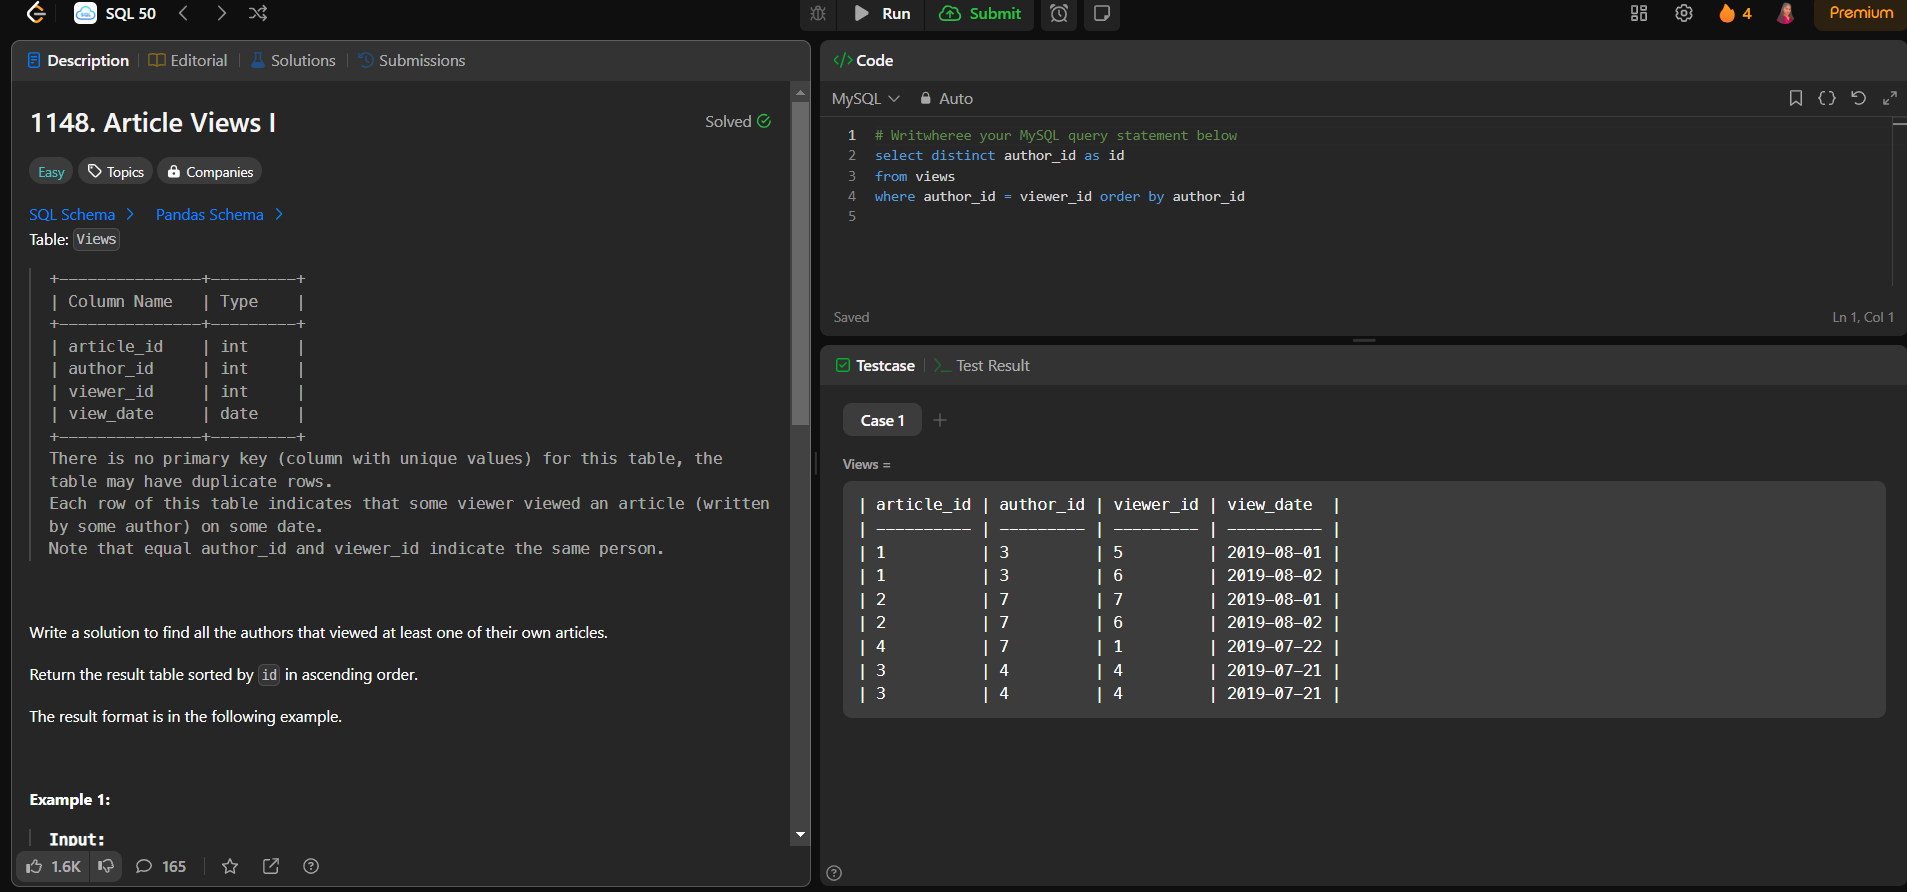 SQL 50
Run
Submit
4
Premium
Description
Editorial
Solutions
Submissions
1148. Article Views I
Solved
Easy
Topics
Companies
SQL Schema
Pandas Schema
Table: Views
+---------------+---------+
| Column Name   | Type    |
+---------------+---------+
| article_id    | int     |
| author_id     | int     |
| viewer_id     | int     |
| view_date     | date    |
+---------------+---------+
There is no primary key (column with unique values) for this table, the
table may have duplicate rows.
Each row of this table indicates that some viewer viewed an article (written
by some author) on some date.
Note that equal author_id and viewer_id indicate the same person.
Write a solution to find all the authors that viewed at least one of their own articles.
Return the result table sorted by id in ascending order.
The result format is in the following example.
Example 1:
Input:
1.6K
165
</> Code
MySQL
Auto
1 # Writwheree your MySQL query statement below
2 select distinct author_id as id
3 from views
4 where author_id = viewer_id order by author_id
5
Saved
Ln 1, Col 1
Testcase
>_ Test Result
Case 1
+
Views =
| article_id | author_id | viewer_id | view_date  |
| ---------- | --------- | --------- | ---------- |
| 1          | 3         | 5         | 2019-08-01 |
| 1          | 3         | 6         | 2019-08-02 |
| 2          | 7         | 7         | 2019-08-01 |
| 2          | 7         | 6         | 2019-08-02 |
| 4          | 7         | 1         | 2019-07-22 |
| 3          | 4         | 4         | 2019-07-21 |
| 3          | 4         | 4         | 2019-07-21 |